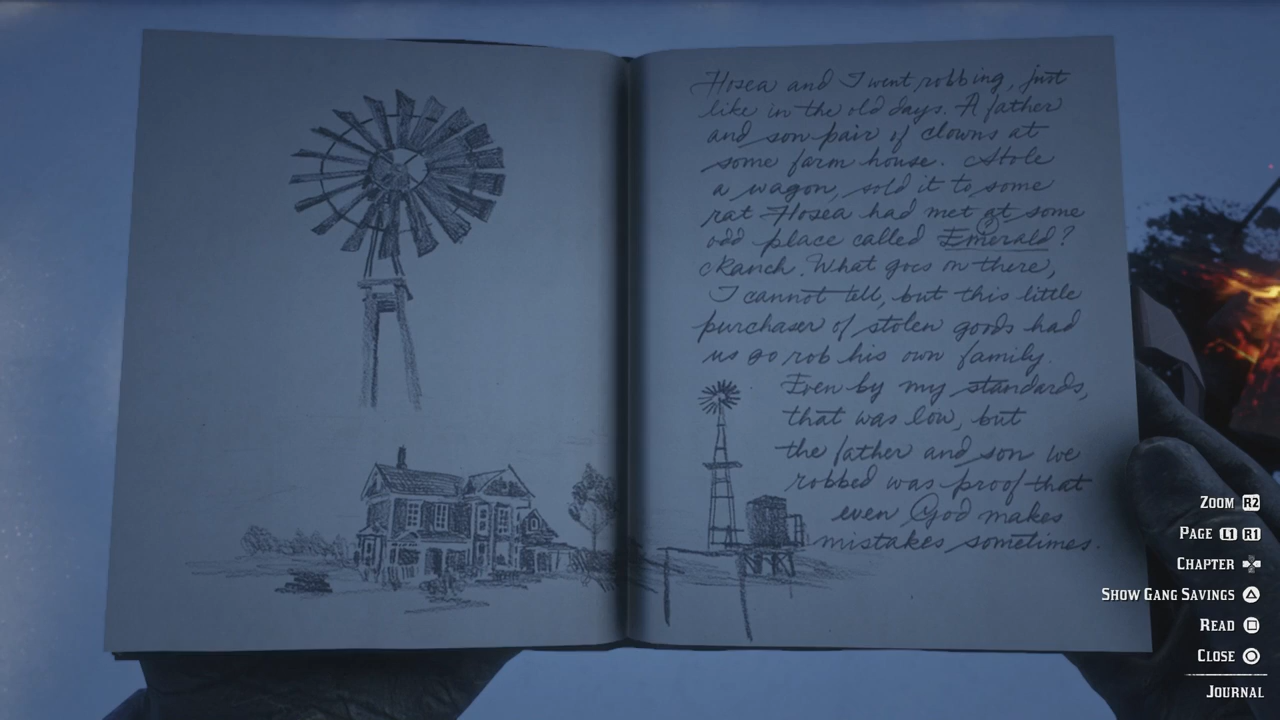 Hosea and I went robbing, just
like in the old days. A father
and son pair of clowns at
some farm house. Stole
a wagon, sold it to some
rat Hosea had met at some
odd place called Emerald?
Ranch. What goes on there,
I cannot tell, but this little
purchaser of stolen goods had
us go rob his own family.
Even by my standards,
that was low, but
the father and son we
robbed was proof that
even God makes
mistakes sometimes.
ZOOM R2
PAGE L1 R1
CHAPTER
SHOW GANG SAVINGS
READ
CLOSE
JOURNAL